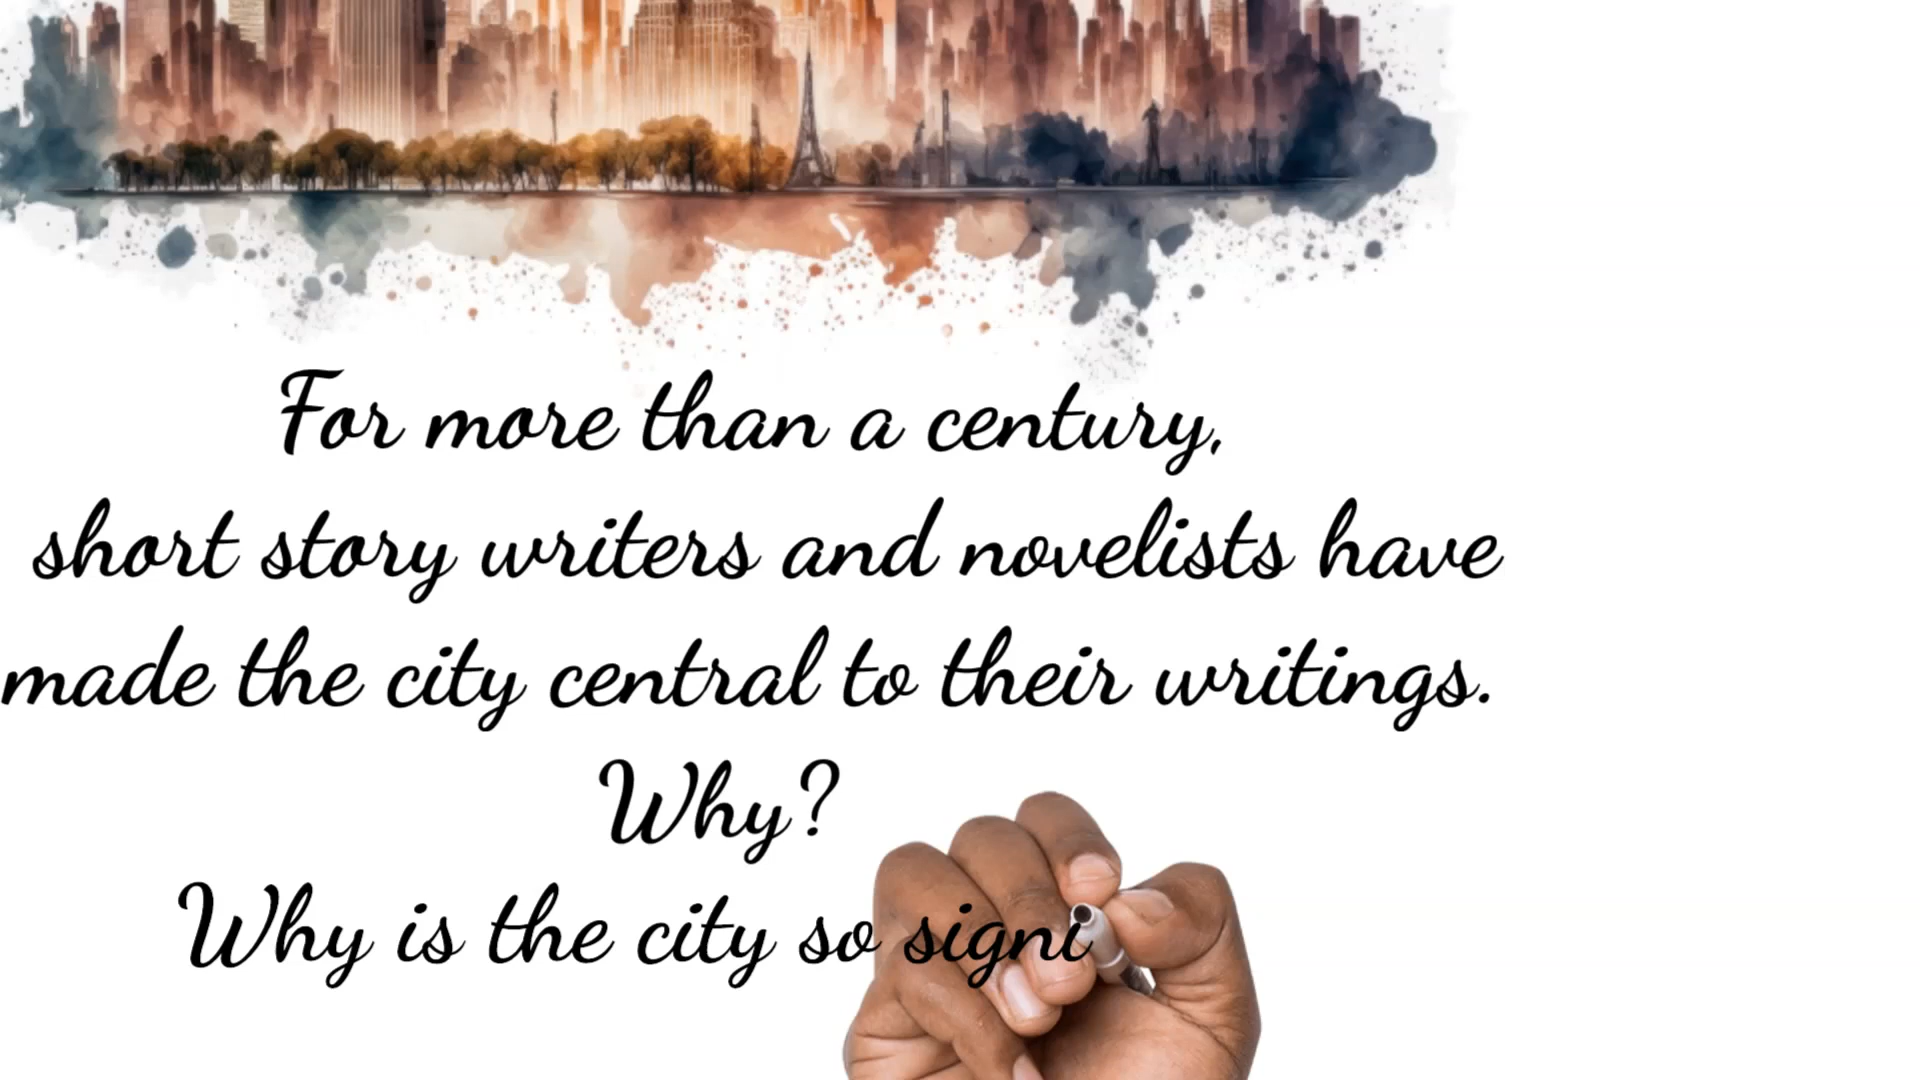 For more than a century,
short story writers and novelists have
made the city central to their writings.
Why?
Why is the city so signi